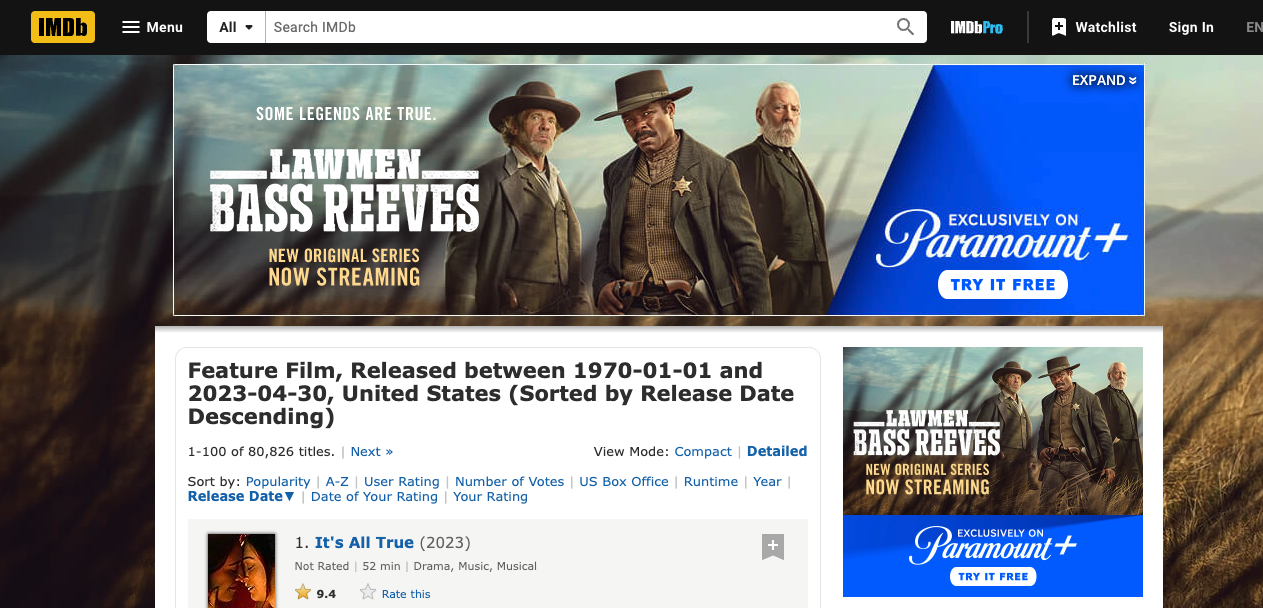 IMDb Menu All Search IMDb IMDbPro Watchlist Sign In EN
EXPAND
SOME LEGENDS ARE TRUE.
LAWMEN
BASS REEVES
NEW ORIGINAL SERIES
NOW STREAMING
EXCLUSIVELY ON
Paramount+
TRY IT FREE
Feature Film, Released between 1970-01-01 and
2023-04-30, United States (Sorted by Release Date
Descending)
1-100 of 80,826 titles. | Next »
View Mode: Compact | Detailed
Sort by: Popularity | A-Z | User Rating | Number of Votes | US Box Office | Runtime | Year |
Release Date▼ | Date of Your Rating | Your Rating
1. It's All True (2023)
Not Rated | 52 min | Drama, Music, Musical
9.4 Rate this
LAWMEN
BASS REEVES
NEW ORIGINAL SERIES
NOW STREAMING
EXCLUSIVELY ON
Paramount+
TRY IT FREE